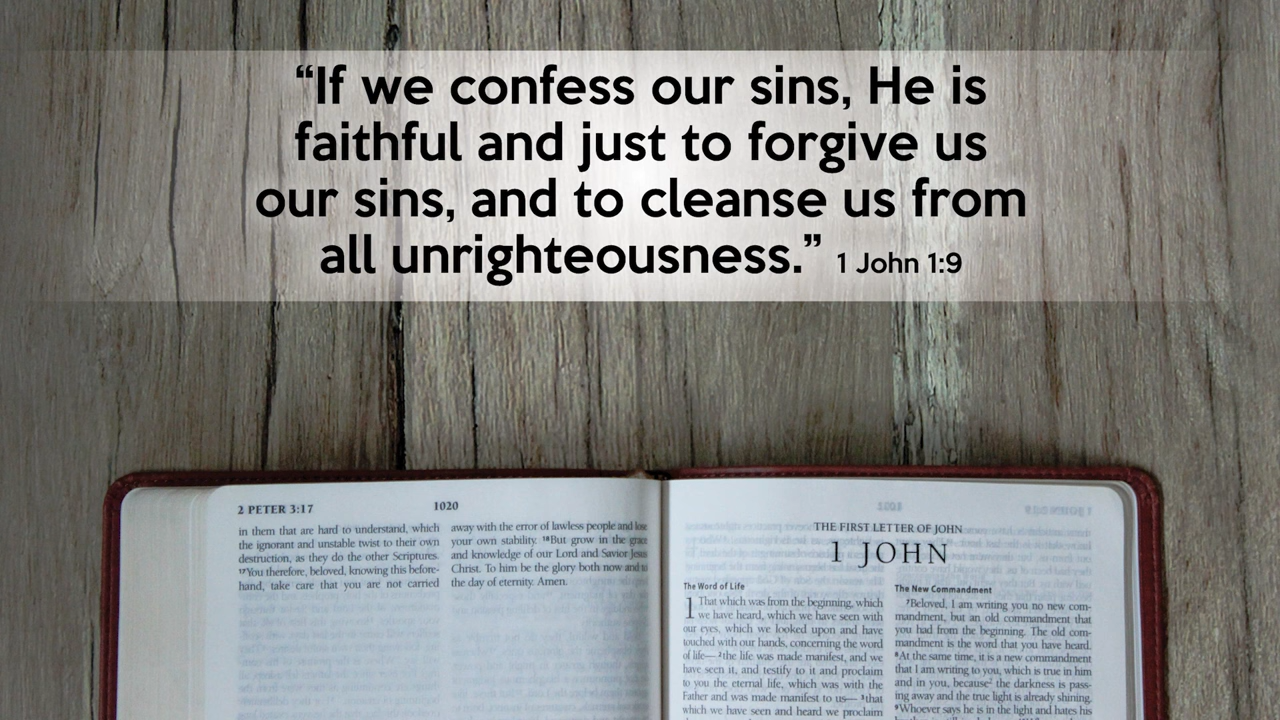 “If we confess our sins, He is
faithful and just to forgive us
our sins, and to cleanse us from
all unrighteousness.” 1 John 1:9
2 PETER 3:17
1020
in them that are hard to understand, which
the ignorant and unstable twist to their own
destruction, as they do the other Scriptures.
17You therefore, beloved, knowing this before-
hand, take care that you are not carried
away with the error of lawless people and lose
your own stability. 18But grow in the grace
and knowledge of our Lord and Savior Jesus
Christ. To him be the glory both now and to
the day of eternity. Amen.
THE FIRST LETTER OF JOHN
1 JOHN
The Word of Life
1 That which was from the beginning, which
we have heard, which we have seen with
our eyes, which we looked upon and have
touched with our hands, concerning the word
of life— 2the life was made manifest, and we
have seen it, and testify to it and proclaim
to you the eternal life, which was with the
Father and was made manifest to us— 3that
which we have seen and heard we proclaim
The New Commandment
7Beloved, I am writing you no new com-
mandment, but an old commandment that
you had from the beginning. The old com-
mandment is the word that you have heard.
8At the same time, it is a new commandment
that I am writing to you, which is true in him
and in you, because the darkness is pass-
ing away and the true light is already shining.
9Whoever says he is in the light and hates his